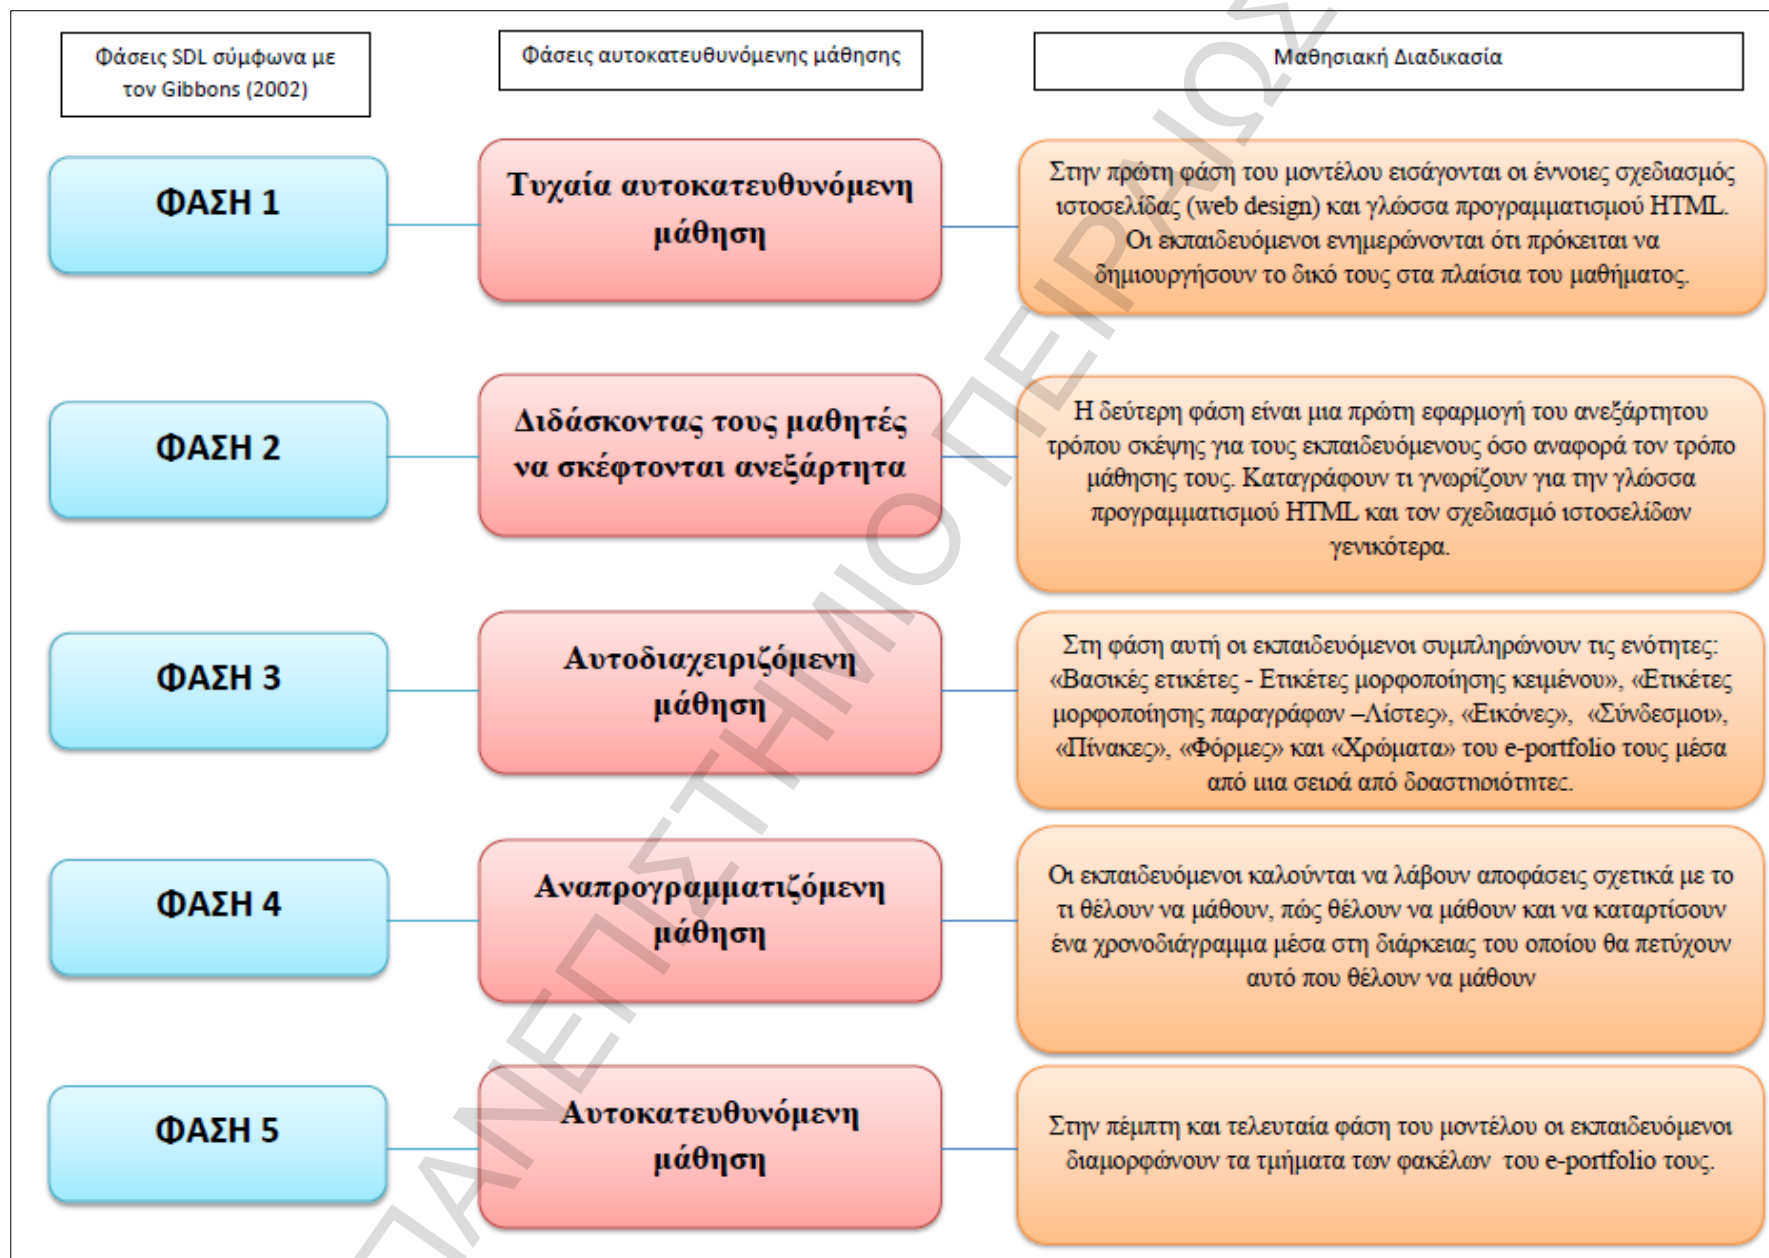 Φάσεις SDL σύμφωνα με
τον Gibbons (2002)
Φάσεις αυτοκατευθυνόμενης μάθησης
Μαθησιακή Διαδικασία
ΦΑΣΗ 1
Τυχαία αυτοκατευθυνόμενη
μάθηση
Στην πρώτη φάση του μοντέλου εισάγονται οι έννοιες σχεδιασμός
ιστοσελίδας (web design) και γλώσσα προγραμματισμού HTML.
Οι εκπαιδευόμενοι ενημερώνονται ότι πρόκειται να
δημιουργήσουν το δικό τους στα πλαίσια του μαθήματος.
ΦΑΣΗ 2
Διδάσκοντας τους μαθητές
να σκέφτονται ανεξάρτητα
Η δεύτερη φάση είναι μια πρώτη εφαρμογή του ανεξάρτητου
τρόπου σκέψης για τους εκπαιδευόμενους όσο αναφορά τον τρόπο
μάθησης τους. Καταγράφουν τι γνωρίζουν για την γλώσσα
προγραμματισμού HTML και τον σχεδιασμό ιστοσελίδων
γενικότερα.
ΦΑΣΗ 3
Αυτοδιαχειριζόμενη
μάθηση
Στη φάση αυτή οι εκπαιδευόμενοι συμπληρώνουν τις ενότητες:
«Βασικές ετικέτες - Ετικέτες μορφοποίησης κειμένου», «Ετικέτες
μορφοποίησης παραγράφων –Λίστες», «Εικόνες», «Σύνδεσμοι»,
«Πίνακες», «Φόρμες» και «Χρώματα» του e-portfolio τους μέσα
από μια σειρά από δραστηριότητες.
ΦΑΣΗ 4
Αναπρογραμματιζόμενη
μάθηση
Οι εκπαιδευόμενοι καλούνται να λάβουν αποφάσεις σχετικά με το
τι θέλουν να μάθουν, πώς θέλουν να μάθουν και να καταρτίσουν
ένα χρονοδιάγραμμα μέσα στη διάρκειας του οποίου θα πετύχουν
αυτό που θέλουν να μάθουν
ΦΑΣΗ 5
Αυτοκατευθυνόμενη
μάθηση
Στην πέμπτη και τελευταία φάση του μοντέλου οι εκπαιδευόμενοι
διαμορφώνουν τα τμήματα των φακέλων του e-portfolio τους.
ΠΑΝΕΠΙΣΤΗΜΙΟ ΠΕΙΡΑΙΩΣ